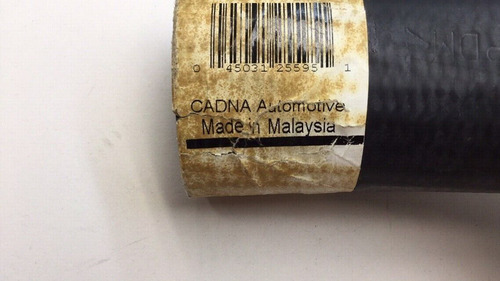 0 45031 25595 1
CADNA Automotive
Made in Malaysia